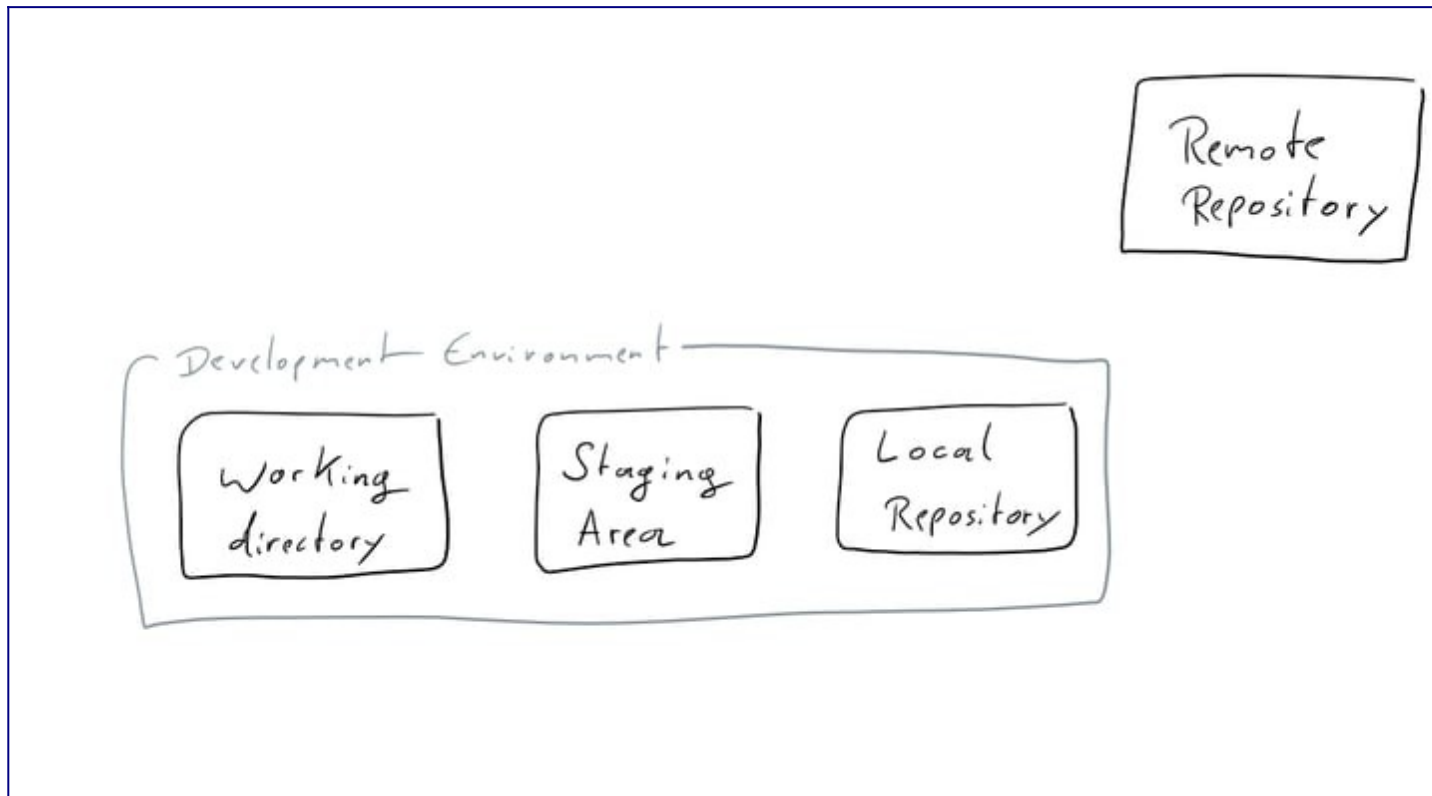 Remote
Repository
Development Environment
Working
directory
Staging
Area
Local
Repository